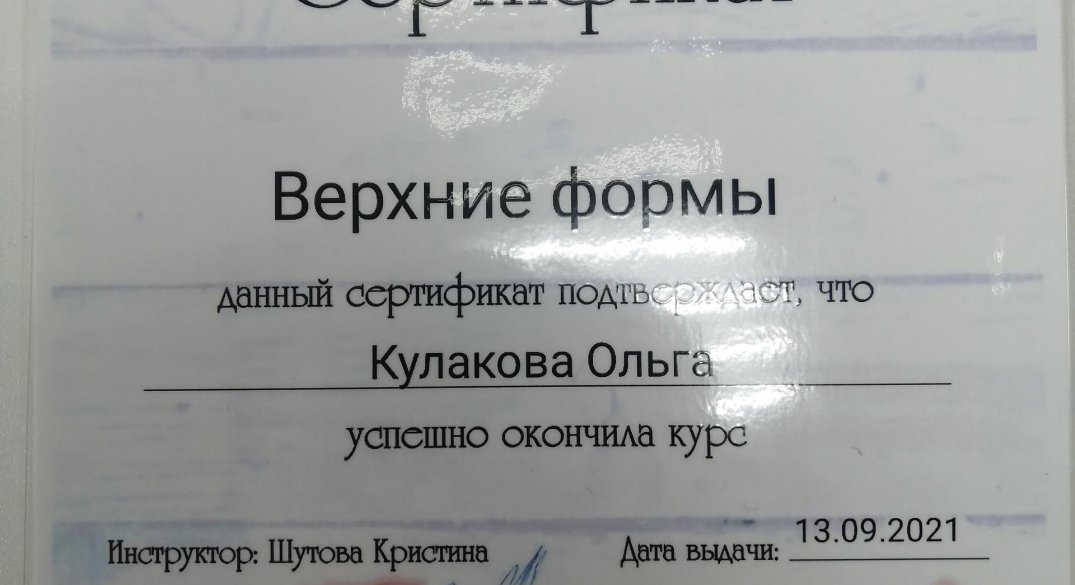 Сертификат
Верхние формы
данный сертификат подтверждает, что
Кулакова Ольга
успешно окончила курс
Инструктор: Шутова Кристина
Дата выдачи: 13.09.2021